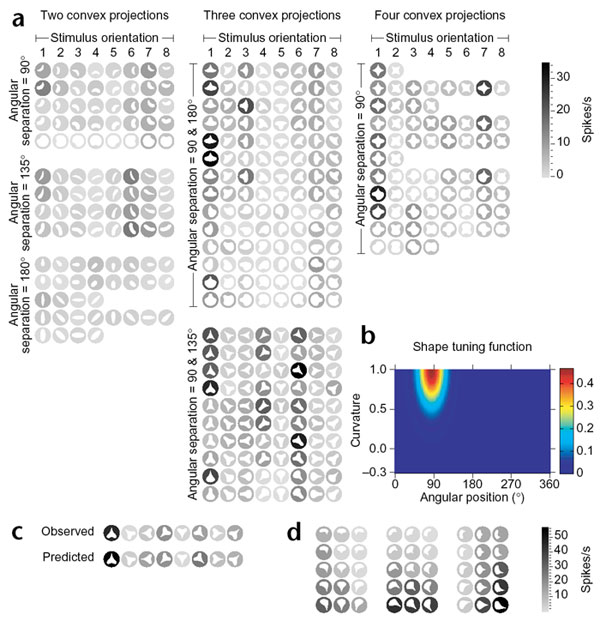 a
Two convex projections
Three convex projections
Four convex projections
Stimulus orientation
Stimulus orientation
Stimulus orientation
1 2 3 4 5 6 7 8
1 2 3 4 5 6 7 8
1 2 3 4 5 6 7 8
Angular
separation = 90°
Angular
separation = 135°
Angular
separation = 180°
Angular separation = 90 & 180°
Angular separation = 90 & 135°
Angular separation = 90°
30
20
10
0
Spikes/s
b
Shape tuning function
Curvature
1.0
0.5
0.0
–0.3
0 90 180 270 360
Angular position (°)
0.4
0.3
0.2
0.1
0
c
Observed
Predicted
d
50
40
30
20
10
Spikes/s